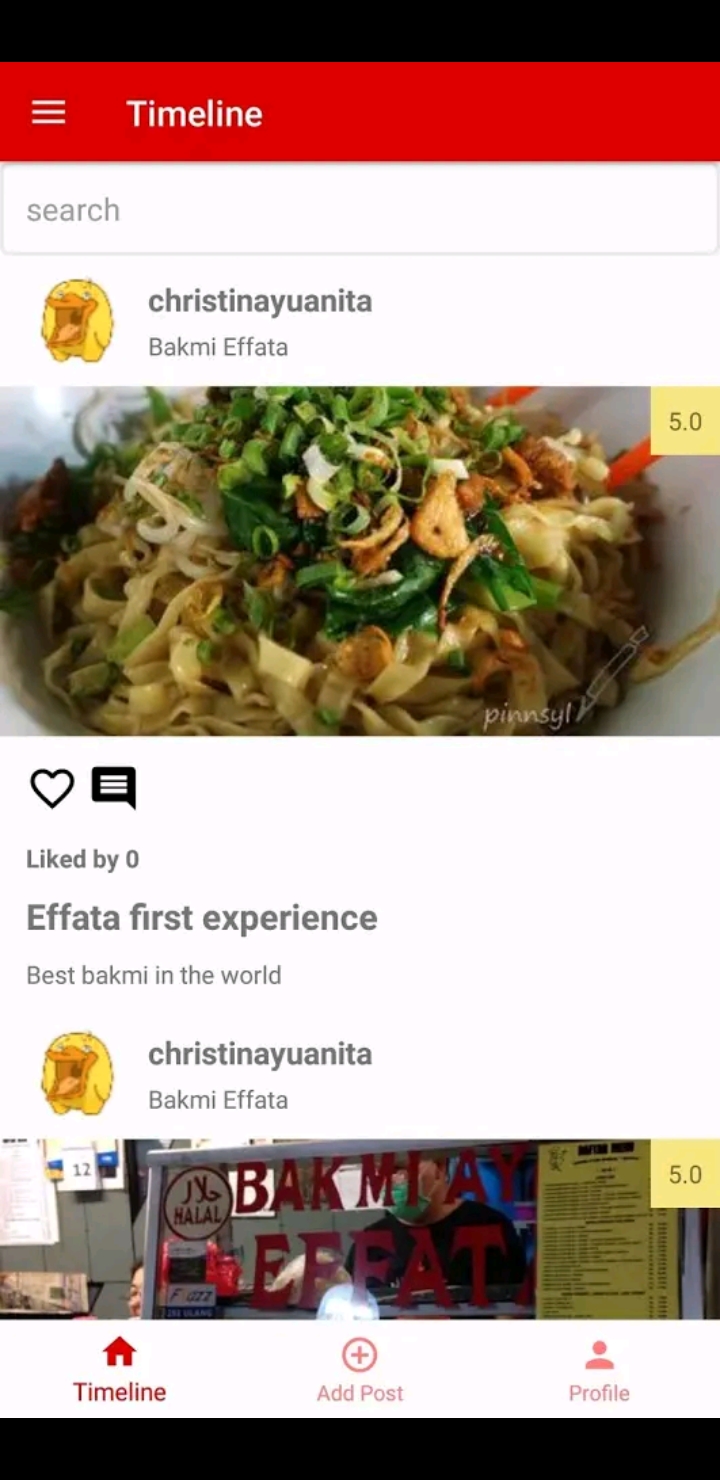 Timeline
search
christinayuanita
Bakmi Effata
5.0
pinnsyl
Liked by 0
Effata first experience
Best bakmi in the world
christinayuanita
Bakmi Effata
5.0
12
حلال
HALAL
BAKMI AY
EFFATA
DAFTAR MENU
Flazz
Timeline
Add Post
Profile